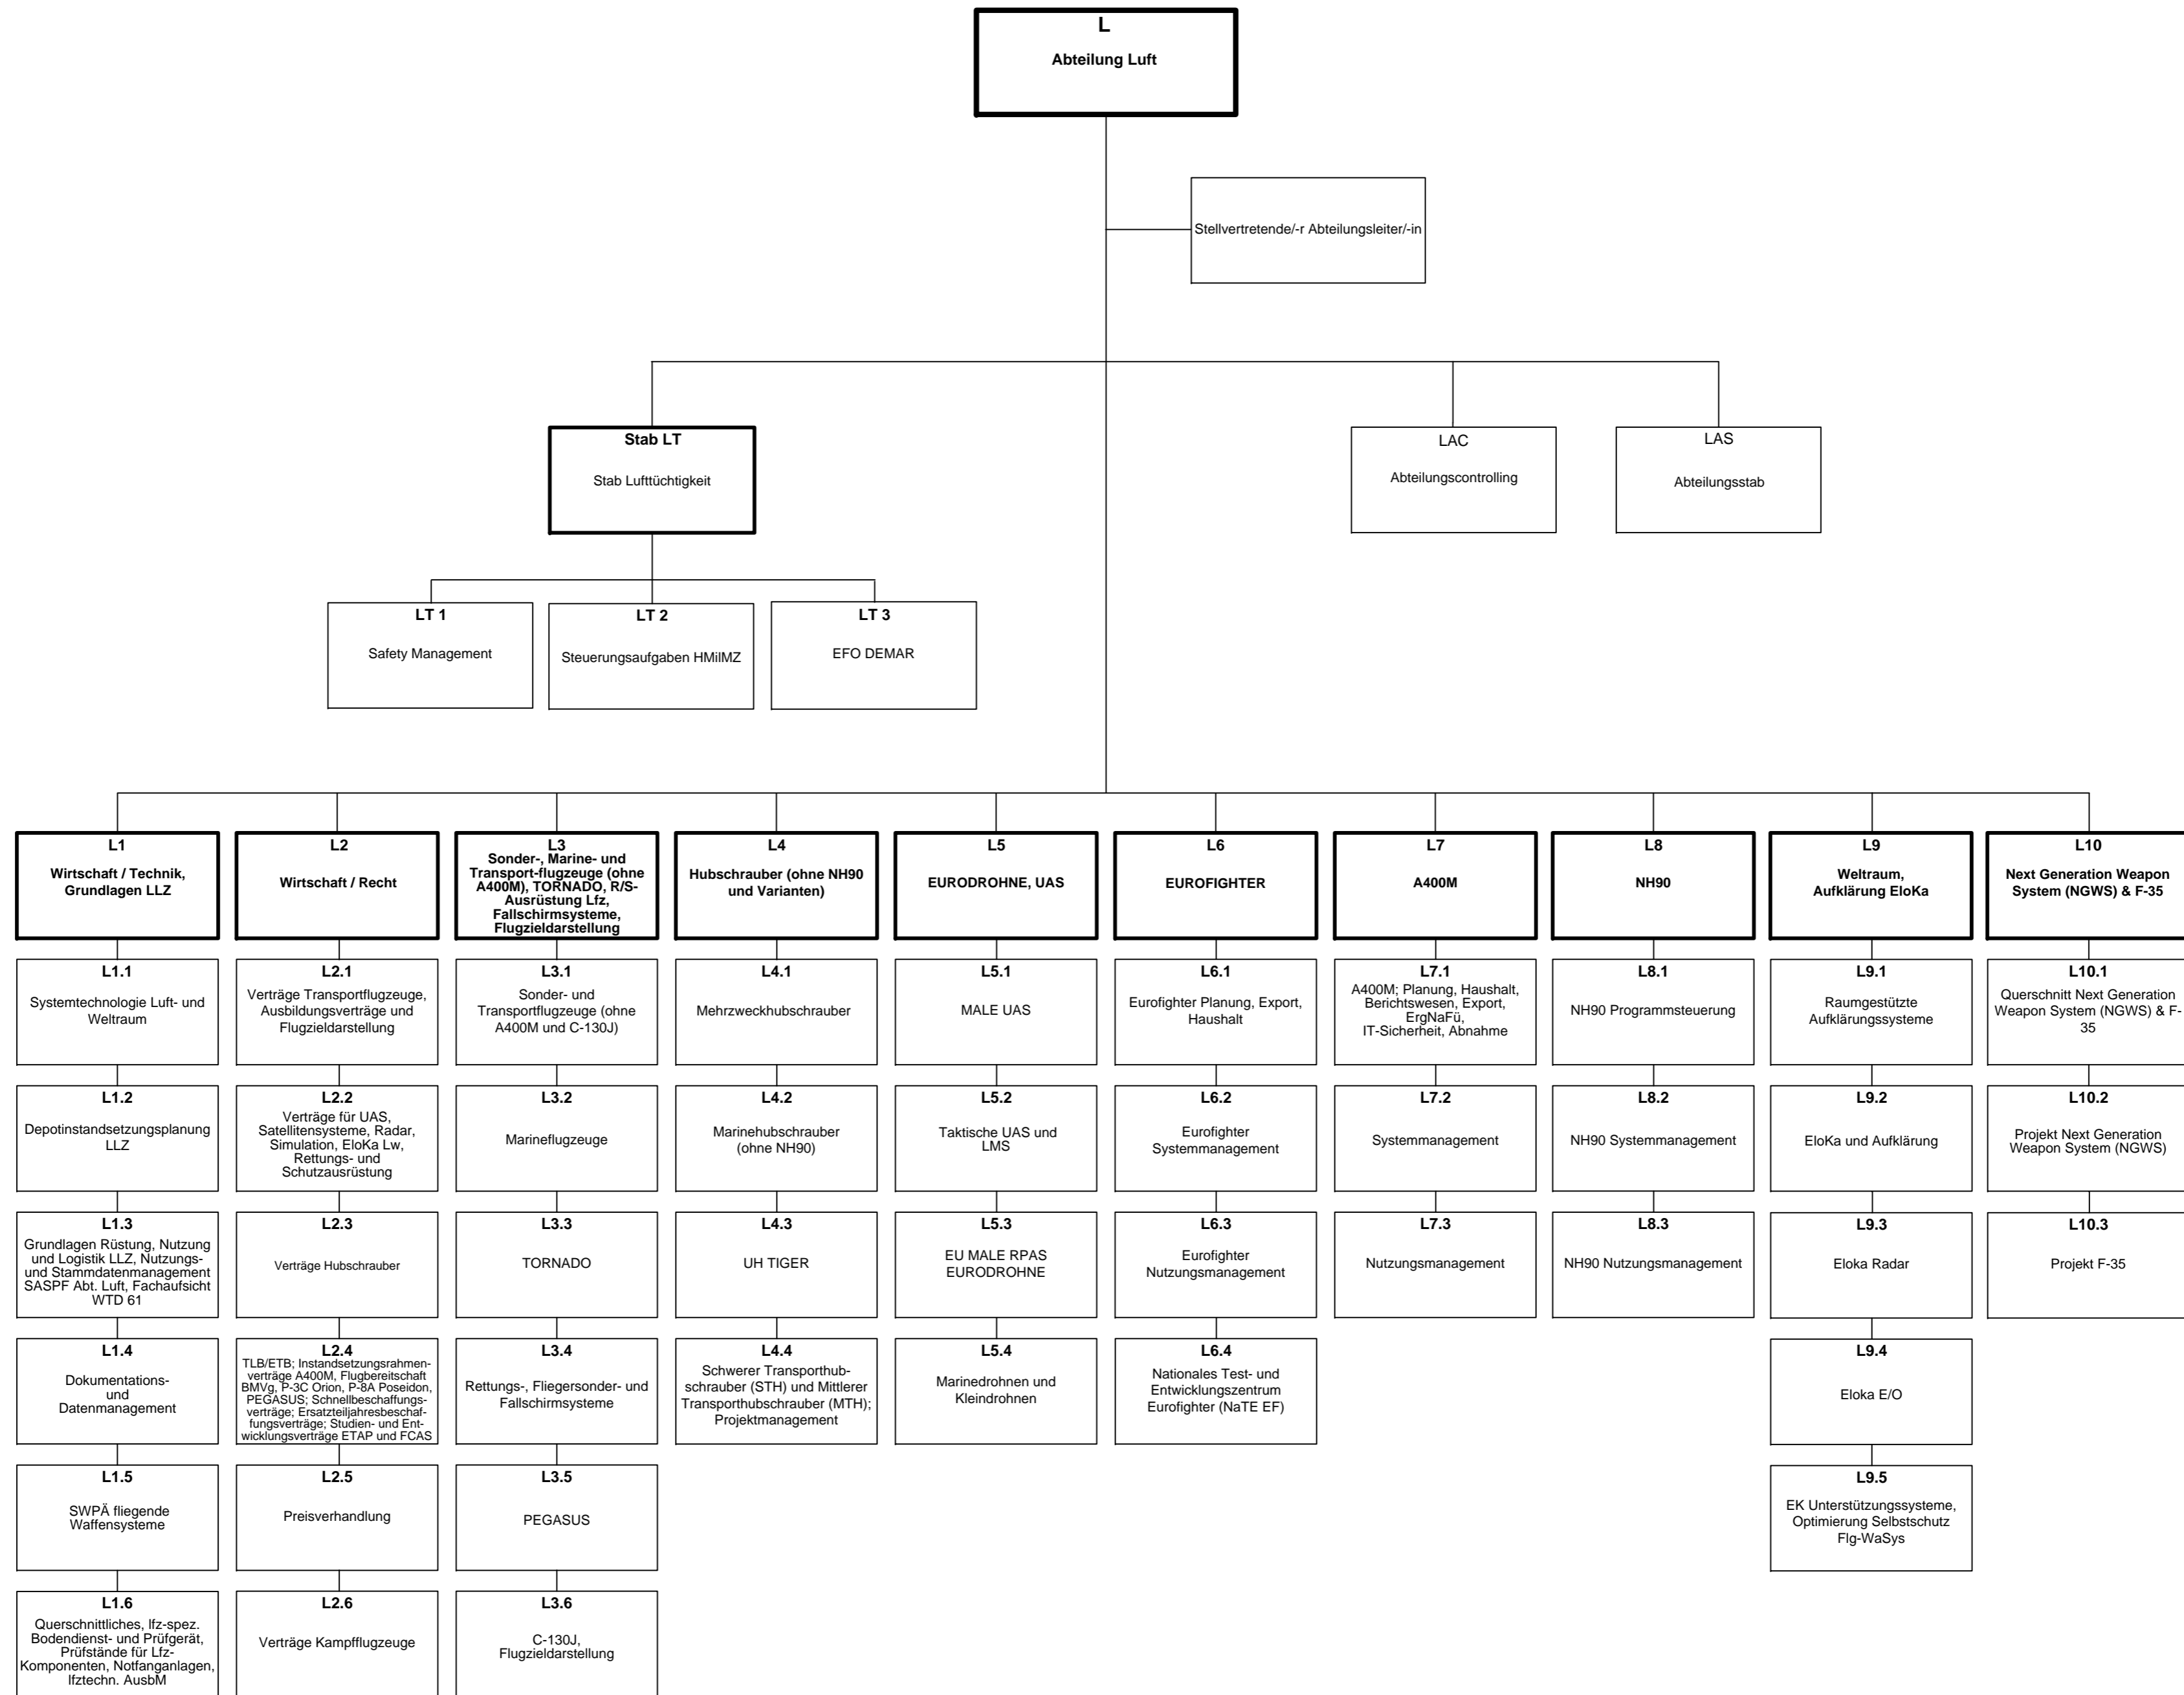 L
Abteilung Luft
Stellvertretende/-r Abteilungsleiter/-in
Stab LT
Stab Lufttüchtigkeit
LAC
Abteilungscontrolling
LAS
Abteilungsstab
LT 1
Safety Management
LT 2
Steuerungsaufgaben HMilMZ
LT 3
EFO DEMAR
L1
Wirtschaft / Technik,
Grundlagen LLZ
L2
Wirtschaft / Recht
L3
Sonder-, Marine- und
Transport-flugzeuge (ohne
A400M), TORNADO, R/S-
Ausrüstung Lfz,
Fallschirmsysteme,
Flugzieldarstellung
L4
Hubschrauber (ohne NH90
und Varianten)
L5
EURODROHNE, UAS
L6
EUROFIGHTER
L7
A400M
L8
NH90
L9
Weltraum,
Aufklärung EloKa
L10
Next Generation Weapon
System (NGWS) & F-35
L1.1
Systemtechnologie Luft- und
Weltraum
L2.1
Verträge Transportflugzeuge,
Ausbildungsverträge und
Flugzieldarstellung
L3.1
Sonder- und
Transportflugzeuge (ohne
A400M und C-130J)
L4.1
Mehrzweckhubschrauber
L5.1
MALE UAS
L6.1
Eurofighter Planung, Export,
Haushalt
L7.1
A400M; Planung, Haushalt,
Berichtswesen, Export,
ErgNaFü,
IT-Sicherheit, Abnahme
L8.1
NH90 Programmsteuerung
L9.1
Raumgestützte
Aufklärungssysteme
L10.1
Querschnitt Next Generation
Weapon System (NGWS) & F-
35
L1.2
Depotinstandsetzungsplanung
LLZ
L2.2
Verträge für UAS,
Satellitensysteme, Radar,
Simulation, EloKa Lw,
Rettungs- und
Schutzausrüstung
L3.2
Marineflugzeuge
L4.2
Marinehubschrauber
(ohne NH90)
L5.2
Taktische UAS und
LMS
L6.2
Eurofighter
Systemmanagement
L7.2
Systemmanagement
L8.2
NH90 Systemmanagement
L9.2
EloKa und Aufklärung
L10.2
Projekt Next Generation
Weapon System (NGWS)
L1.3
Grundlagen Rüstung, Nutzung
und Logistik LLZ, Nutzungs-
und Stammdatenmanagement
SASPF Abt. Luft, Fachaufsicht
WTD 61
L2.3
Verträge Hubschrauber
L3.3
TORNADO
L4.3
UH TIGER
L5.3
EU MALE RPAS
EURODROHNE
L6.3
Eurofighter
Nutzungsmanagement
L7.3
Nutzungsmanagement
L8.3
NH90 Nutzungsmanagement
L9.3
Eloka Radar
L10.3
Projekt F-35
L1.4
Dokumentations-
und
Datenmanagement
L2.4
TLB/ETB; Instandsetzungsrahmen-
verträge A400M, Flugbereitschaft
BMVg, P-3C Orion, P-8A Poseidon,
PEGASUS; Schnellbeschaffungs-
verträge; Ersatzteiljahresbeschaf-
fungsverträge; Studien- und Ent-
wicklungsverträge ETAP und FCAS
L3.4
Rettungs-, Fliegersonder- und
Fallschirmsysteme
L4.4
Schwerer Transporthub-
schrauber (STH) und Mittlerer
Transporthubschrauber (MTH);
Projektmanagement
L5.4
Marinedrohnen und
Kleindrohnen
L6.4
Nationales Test- und
Entwicklungszentrum
Eurofighter (NaTE EF)
L9.4
Eloka E/O
L1.5
SWPÄ fliegende
Waffensysteme
L2.5
Preisverhandlung
L3.5
PEGASUS
L9.5
EK Unterstützungssysteme,
Optimierung Selbstschutz
Flg-WaSys
L1.6
Querschnittliches, lfz-spez.
Bodendienst- und Prüfgerät,
Prüfstände für Lfz-
Komponenten, Notfanganlagen,
lfztechn. AusbM
L2.6
Verträge Kampfflugzeuge
L3.6
C-130J,
Flugzieldarstellung